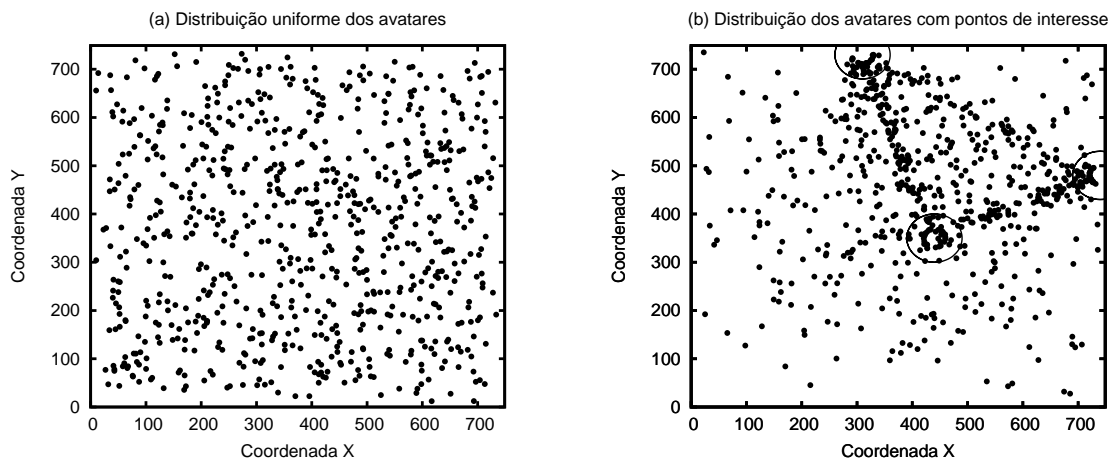 (a) Distribuição uniforme dos avatares
700
600
500
400
300
200
100
0
Coordenada Y
0 100 200 300 400 500 600 700
Coordenada X
(b) Distribuição dos avatares com pontos de interesse
700
600
500
400
300
200
100
0
Coordenada Y
0 100 200 300 400 500 600 700
Coordenada X